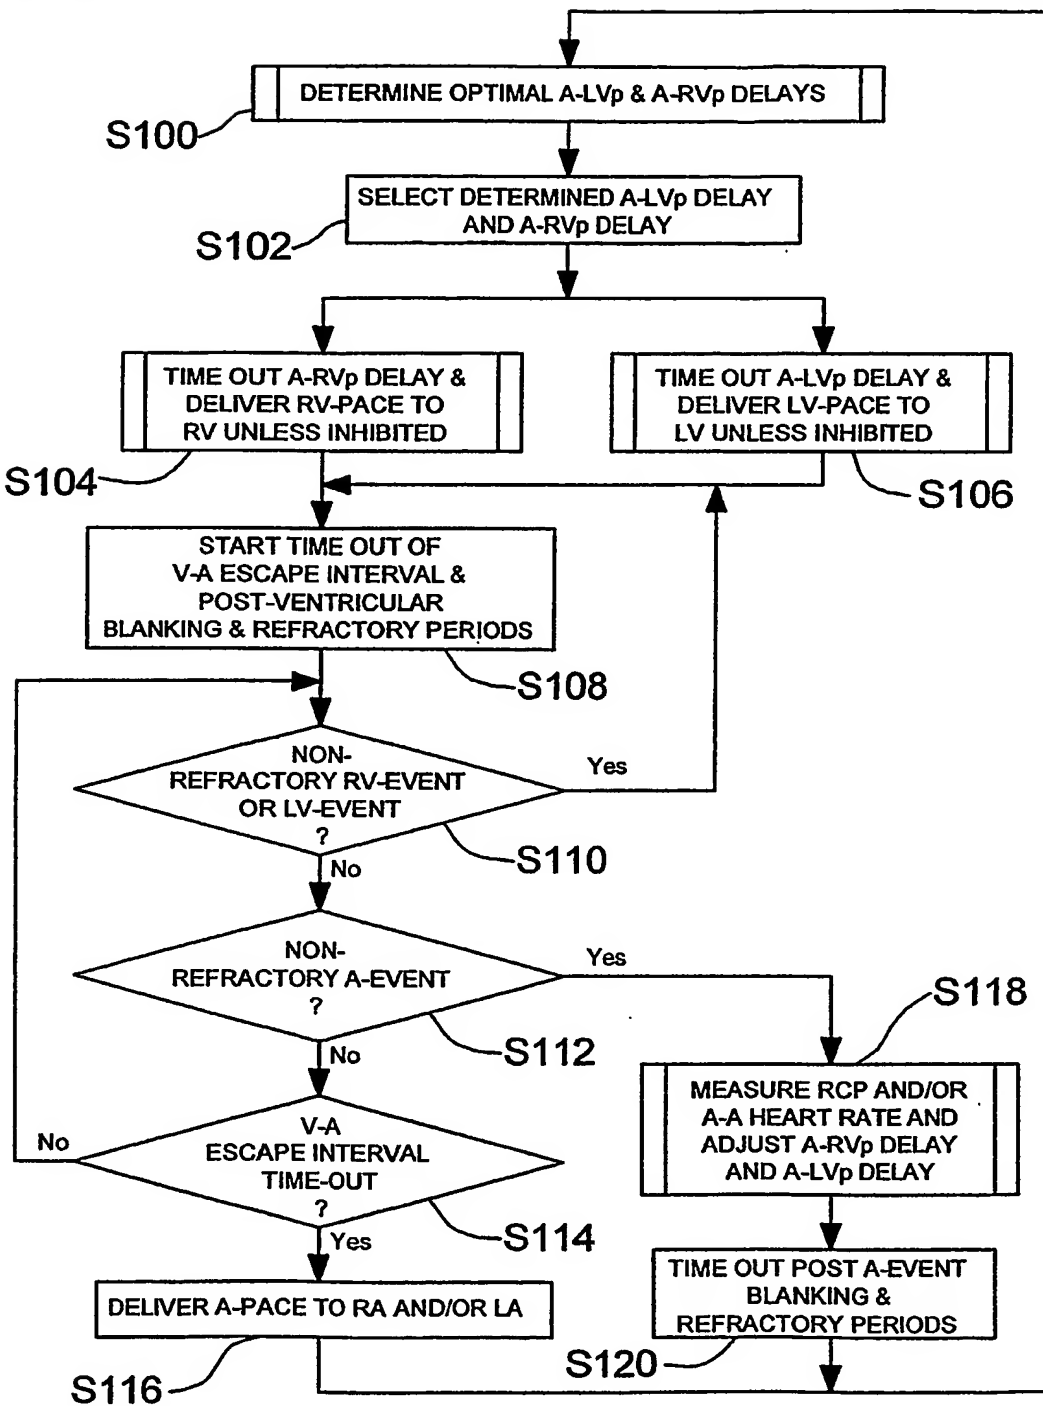 DETERMINE OPTIMAL A-LVp & A-RVp DELAYS
S100
SELECT DETERMINED A-LVp DELAY
AND A-RVp DELAY
S102
TIME OUT A-RVp DELAY &
DELIVER RV-PACE TO
RV UNLESS INHIBITED
S104
TIME OUT A-LVp DELAY &
DELIVER LV-PACE TO
LV UNLESS INHIBITED
S106
START TIME OUT OF
V-A ESCAPE INTERVAL &
POST-VENTRICULAR
BLANKING & REFRACTORY PERIODS
S108
NON-
REFRACTORY RV-EVENT
OR LV-EVENT
?
Yes
S110
No
NON-
REFRACTORY A-EVENT
?
Yes
S112
No
V-A
ESCAPE INTERVAL
TIME-OUT
?
No
S114
Yes
DELIVER A-PACE TO RA AND/OR LA
S116
S118
MEASURE RCP AND/OR
A-A HEART RATE AND
ADJUST A-RVp DELAY
AND A-LVp DELAY
TIME OUT POST A-EVENT
BLANKING &
REFRACTORY PERIODS
S120